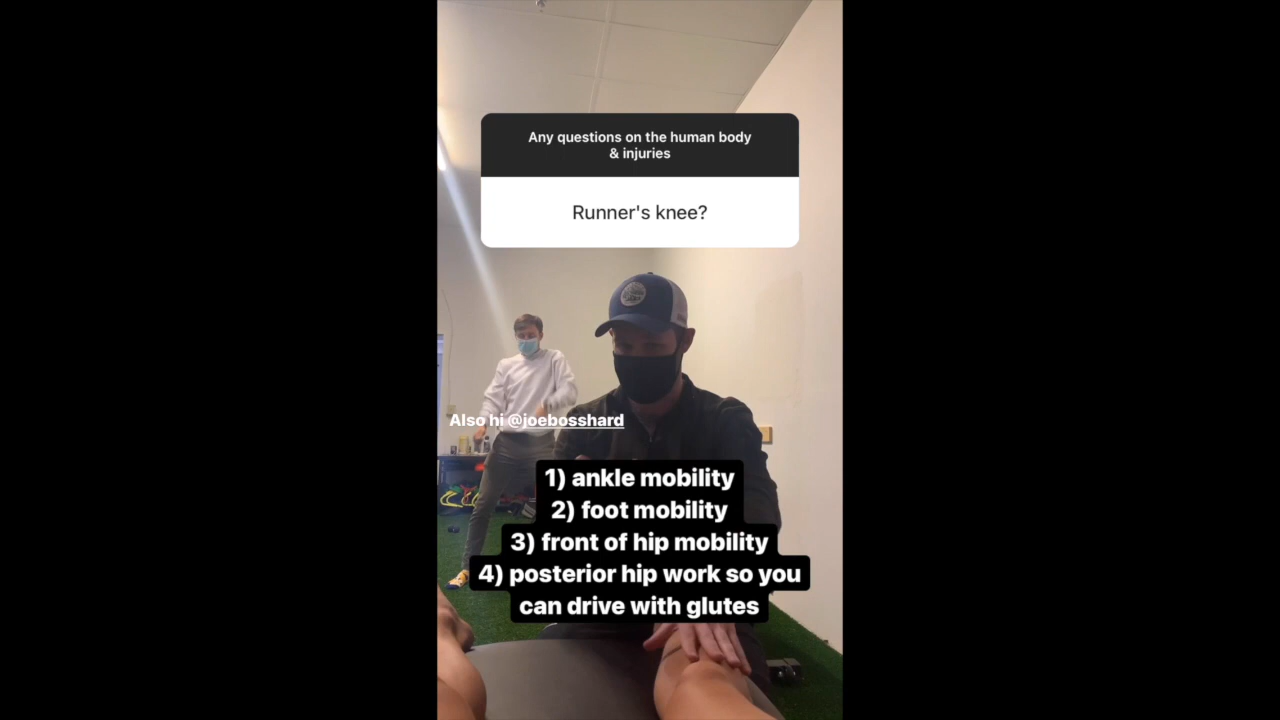 Any questions on the human body
& injuries
Runner's knee?
Also hi @joebosshard
1) ankle mobility
2) foot mobility
3) front of hip mobility
4) posterior hip work so you
can drive with glutes